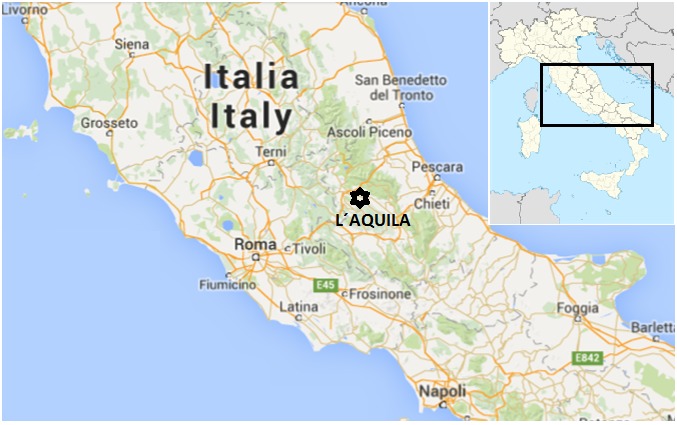 Livorno
Ancona
Siena
Italia
Italy
San Benedetto
del Tronto
Grosseto
Ascoli Piceno
Terni
Pescara
L´AQUILA
Chieti
Roma
Tivoli
Fiumicino
E45
Frosinone
Latina
Foggia
Barletta
E842
Napoli